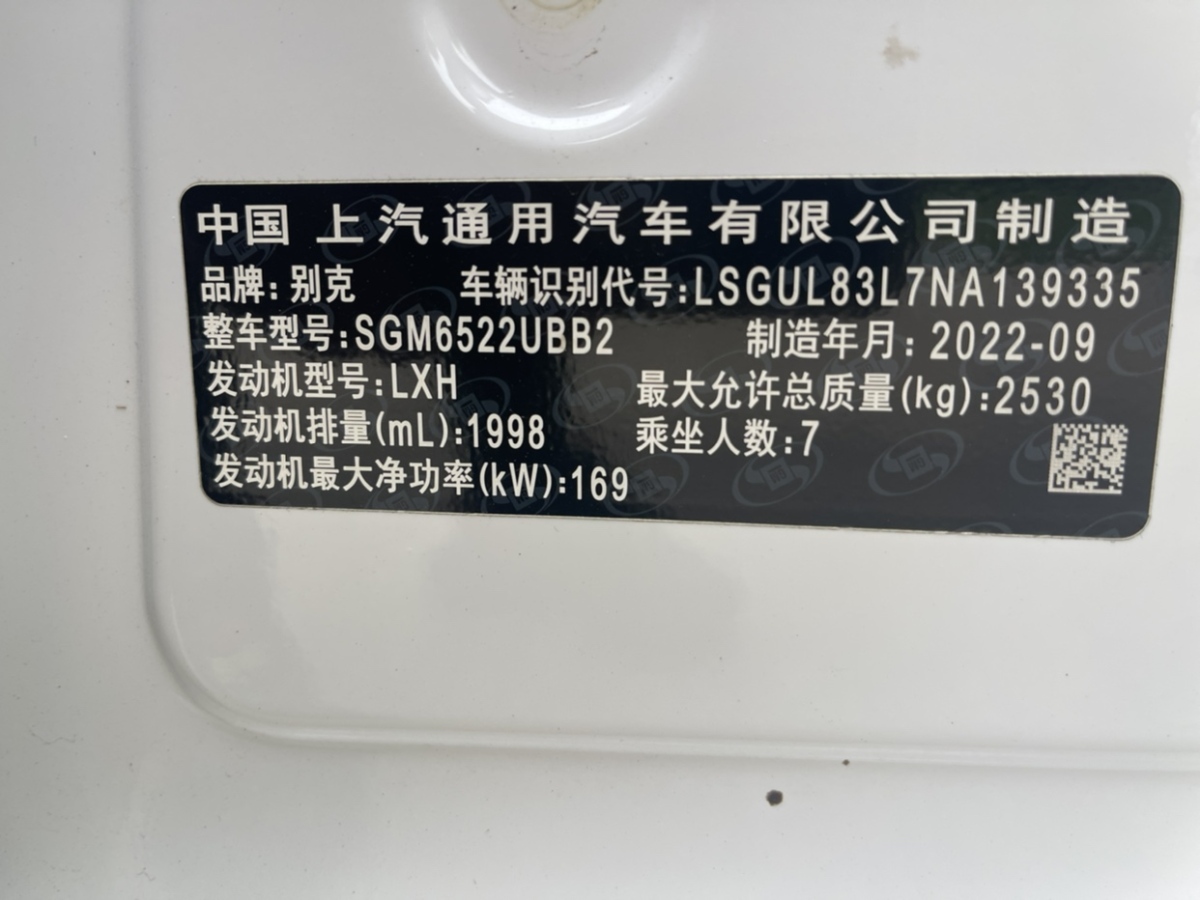 中国 上汽通用汽车有限公司制造
品牌: 别克 车辆识别代号:LSGUL83L7NA139335
整车型号:SGM6522UBB2 制造年月: 2022-09
发动机型号:LXH 最大允许总质量(kg):2530
发动机排量(mL):1998 乘坐人数:7
发动机最大净功率(kW):169